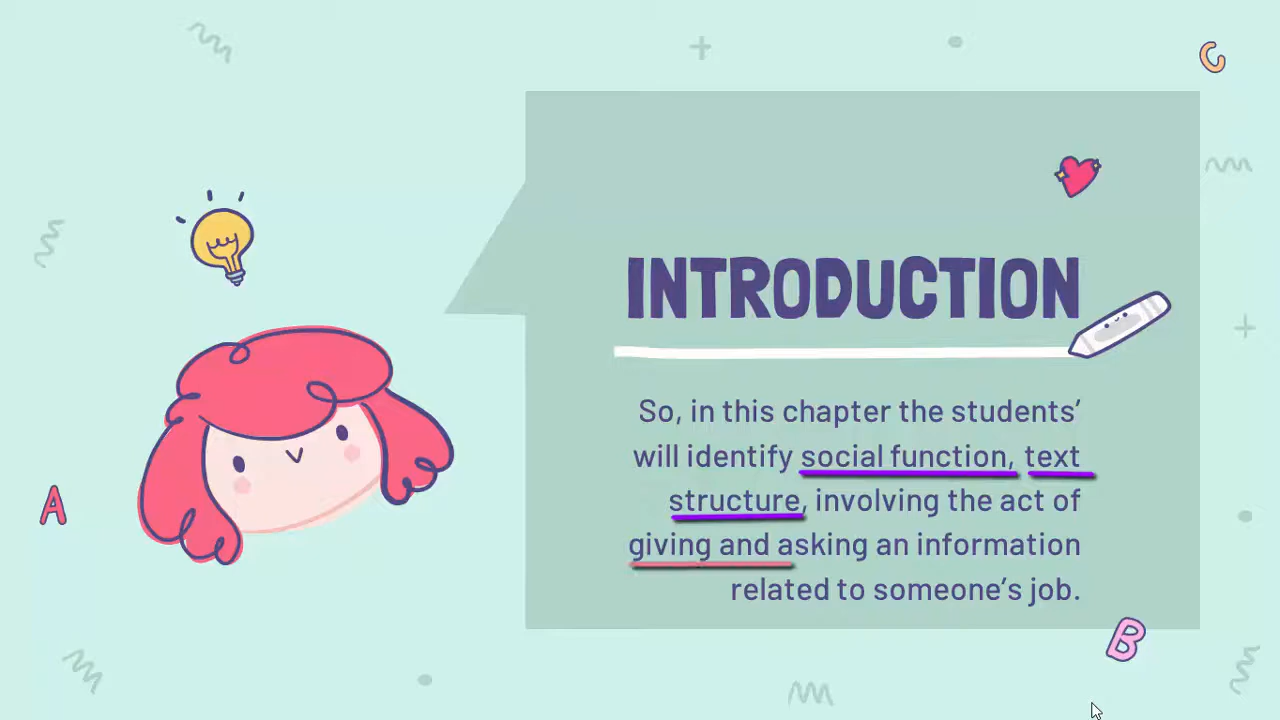 C
INTRODUCTION
So, in this chapter the students’
will identify social function, text
structure, involving the act of
giving and asking an information
related to someone’s job.
A
B